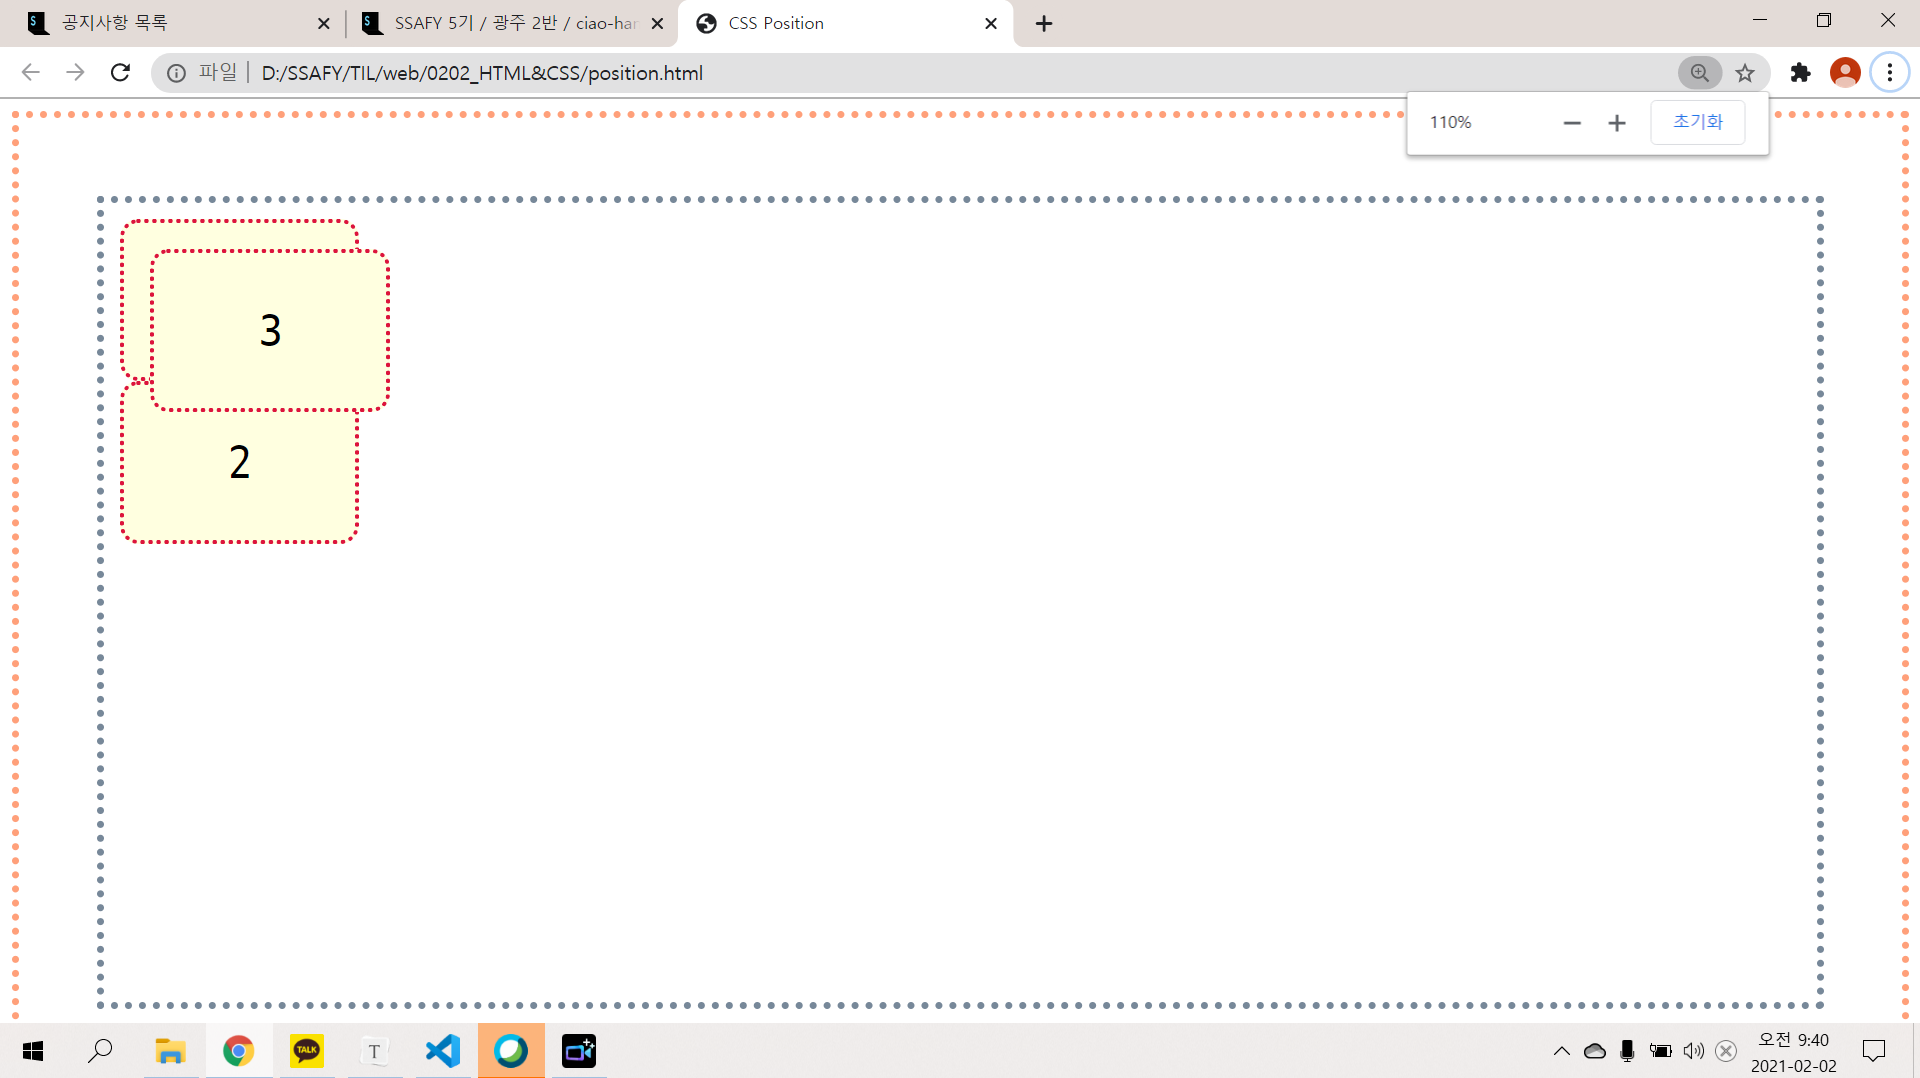 공지사항 목록
SSAFY 5기 / 광주 2반 / ciao-har
CSS Position
파일 | D:/SSAFY/TIL/web/0202_HTML&CSS/position.html
110%
초기화
3
2
TALK
T
오전 9:40
2021-02-02